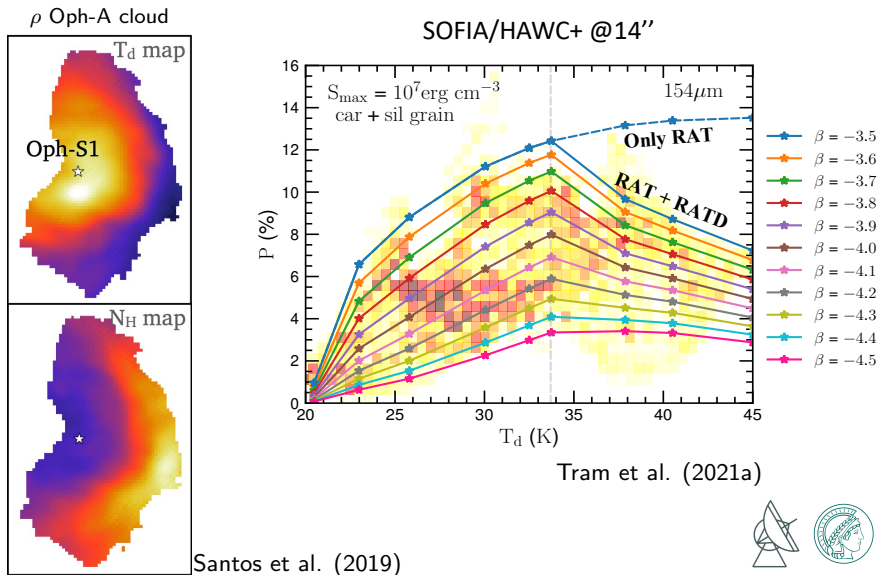 ρ Oph-A cloud
T_d map
Oph-S1
N_H map
Santos et al. (2019)
SOFIA/HAWC+ @14’’
S_max = 10^7 erg cm^−3
car + sil grain
154μm
Only RAT
RAT + RATD
P (%)
16
14
12
10
8
6
4
2
0
20 25 30 35 40 45
T_d (K)
β = −3.5
β = −3.6
β = −3.7
β = −3.8
β = −3.9
β = −4.0
β = −4.1
β = −4.2
β = −4.3
β = −4.4
β = −4.5
Tram et al. (2021a)